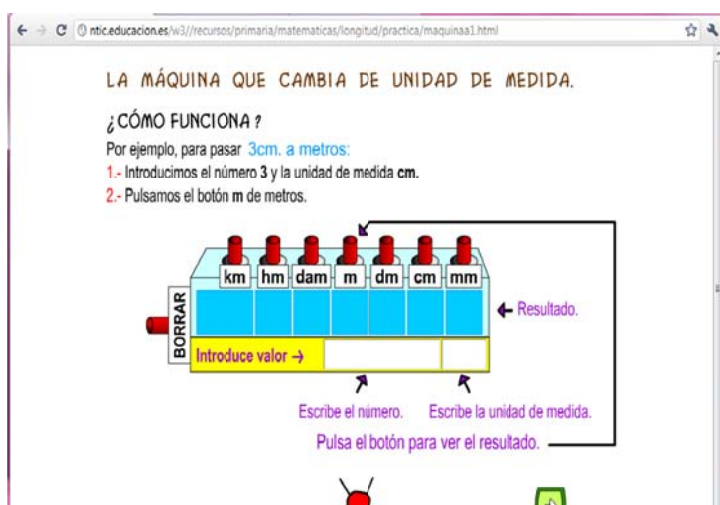 ntic.educacion.es/w3//recursos/primaria/matematicas/longitud/practica/maquinaa1.html
LA MÁQUINA QUE CAMBIA DE UNIDAD DE MEDIDA.
¿CÓMO FUNCIONA?
Por ejemplo, para pasar 3cm. a metros:
1.- Introducimos el número 3 y la unidad de medida cm.
2.- Pulsamos el botón m de metros.
km hm dam m dm cm mm
BORRAR
Resultado.
Introduce valor →
Escribe el número. Escribe la unidad de medida.
Pulsa el botón para ver el resultado.